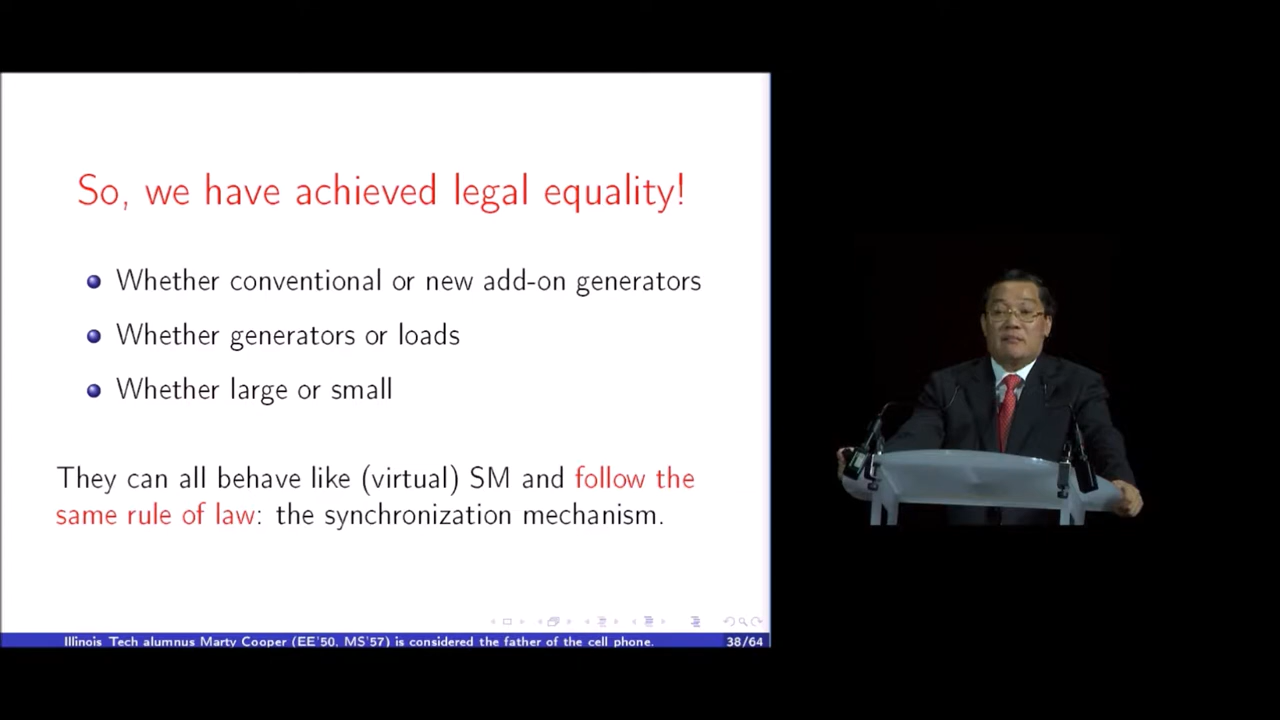 So, we have achieved legal equality!
Whether conventional or new add-on generators
Whether generators or loads
Whether large or small
They can all behave like (virtual) SM and follow the
same rule of law: the synchronization mechanism.
Illinois Tech alumnus Marty Cooper (EE'50, MS'57) is considered the father of the cell phone. 38/64